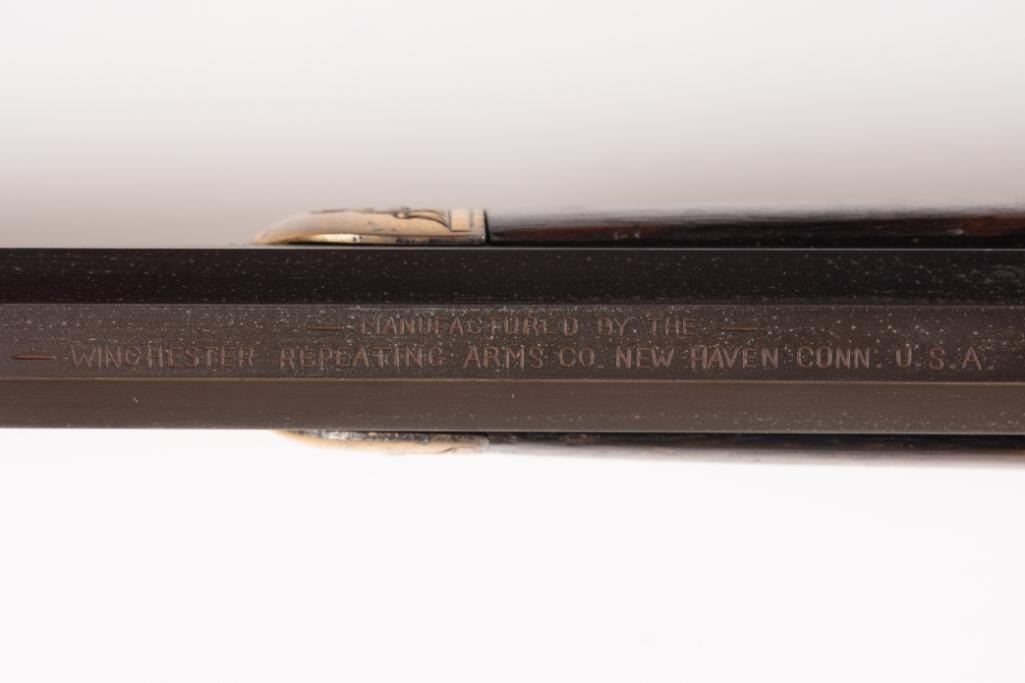 — MANUFACTURED BY THE —
— WINCHESTER REPEATING ARMS CO. NEW HAVEN. CONN. U.S.A.